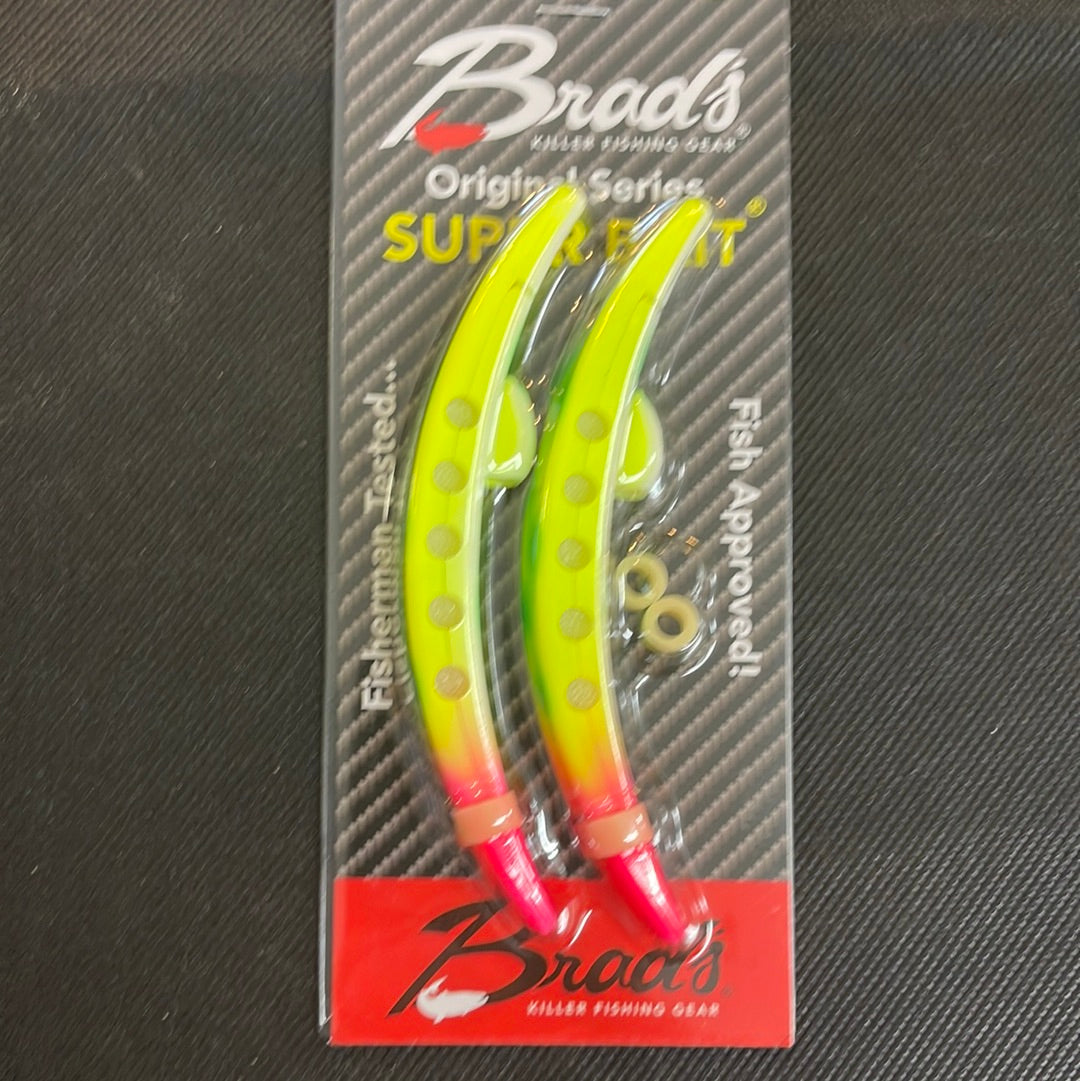 Brad's®
KILLER FISHING GEAR®
Original Series
SUPER BAIT®
Fisherman Tested...
Fish Approved!
Brad's®
KILLER FISHING GEAR